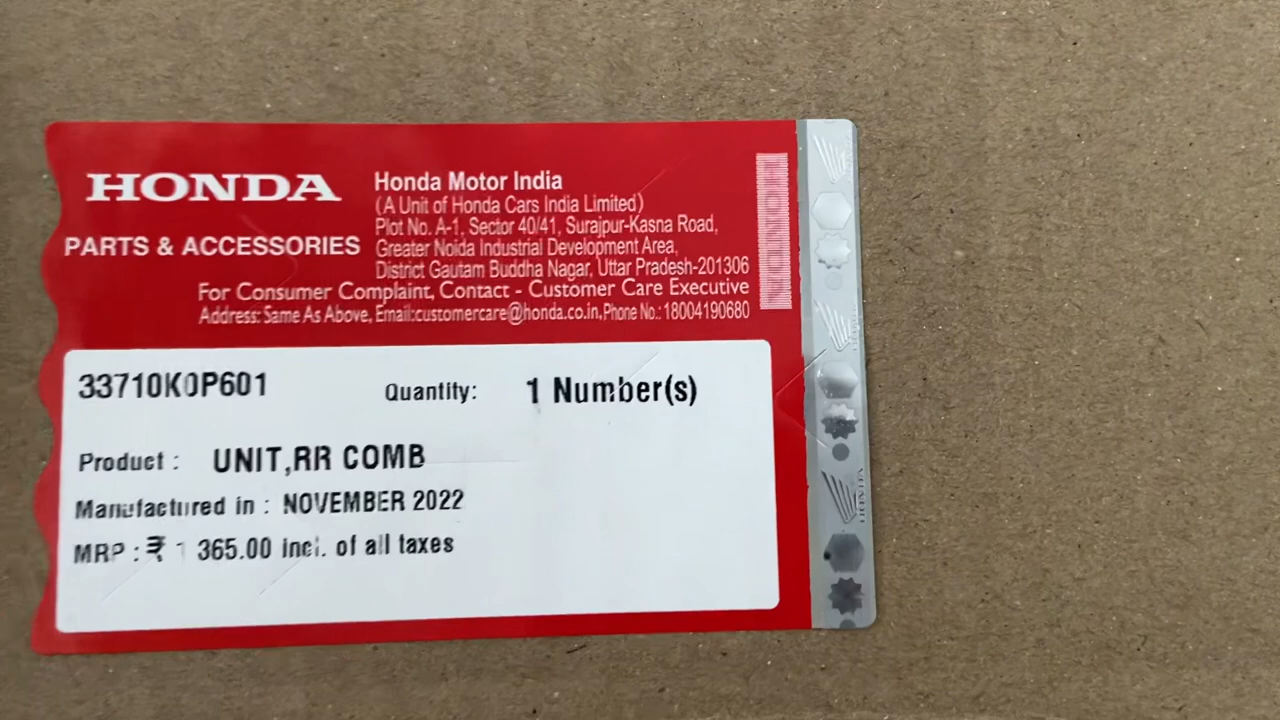 HONDA
PARTS & ACCESSORIES
Honda Motor India
(A Unit of Honda Cars India Limited)
Plot No. A-1, Sector 40/41, Surajpur-Kasna Road,
Greater Noida Industrial Development Area,
District Gautam Buddha Nagar, Uttar Pradesh-201306
For Consumer Complaint, Contact - Customer Care Executive
Address: Same As Above, Email:customercare@honda.co.in, Phone No.: 18004190680
33710K0P601 Quantity: 1 Number(s)
Product : UNIT,RR COMB
Manufactured in : NOVEMBER 2022
MRP : ₹ 1 365.00 incl. of all taxes
HONDA